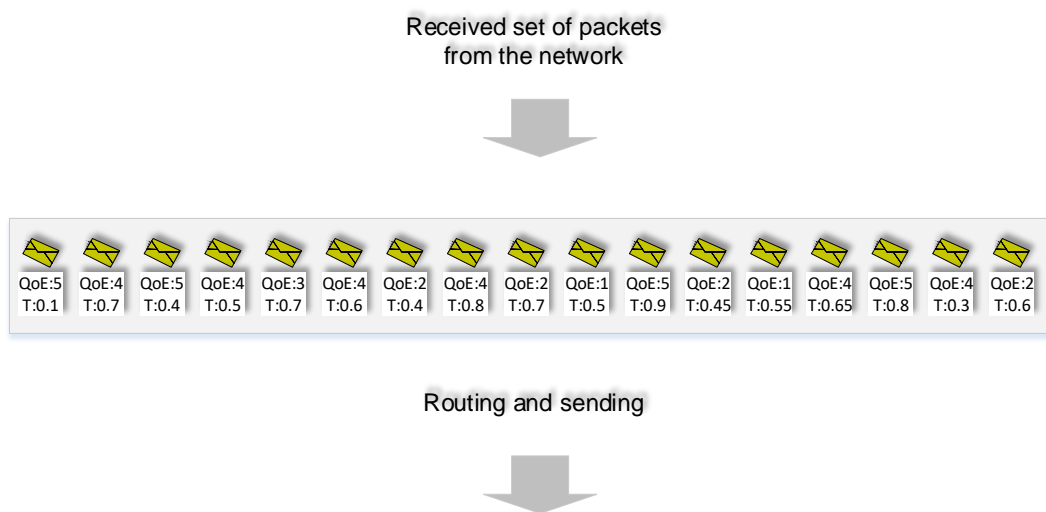 Received set of packets
from the network
QoE:5 QoE:4 QoE:5 QoE:4 QoE:3 QoE:4 QoE:2 QoE:4 QoE:2 QoE:1 QoE:5 QoE:2 QoE:1 QoE:4 QoE:5 QoE:4 QoE:2
T:0.1 T:0.7 T:0.4 T:0.5 T:0.7 T:0.6 T:0.4 T:0.8 T:0.7 T:0.5 T:0.9 T:0.45 T:0.55 T:0.65 T:0.8 T:0.3 T:0.6
Routing and sending